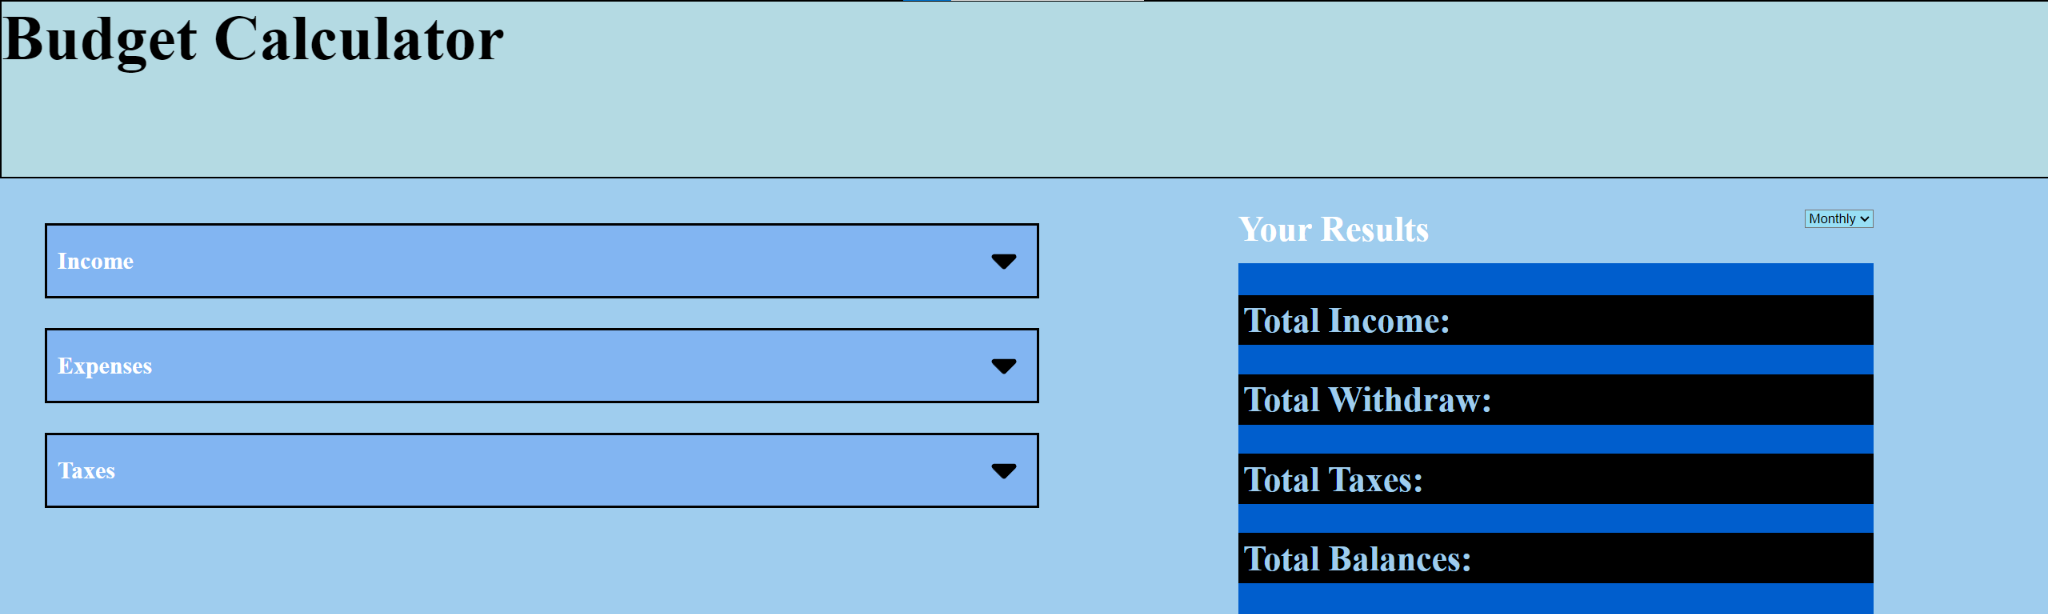 Budget Calculator
Income
Expenses
Taxes
Your Results
Monthly
Total Income:
Total Withdraw:
Total Taxes:
Total Balances: